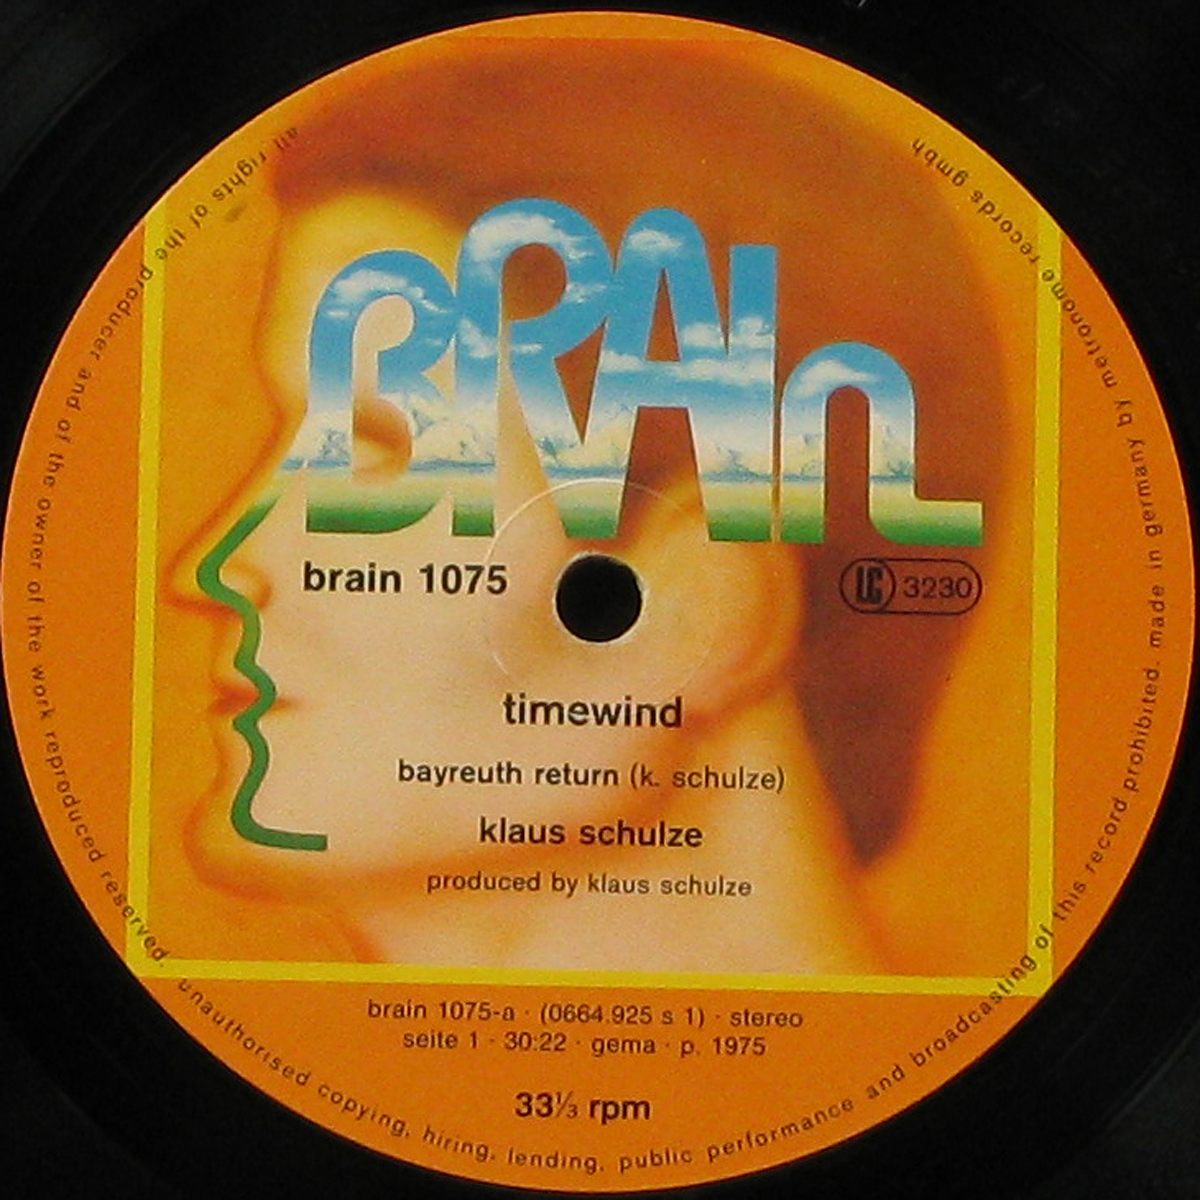 BRAIN
brain 1075
LC 3230
timewind
bayreuth return (k. schulze)
klaus schulze
produced by klaus schulze
brain 1075-a · (0664.925 s 1) · stereo
seite 1 · 30:22 · gema · p. 1975
33⅓ rpm
all rights of the producer and of the owner of the work reproduced reserved. unauthorised copying, hiring, lending, public performance and broadcasting of this record prohibited. made in germany by metronome records gmbh